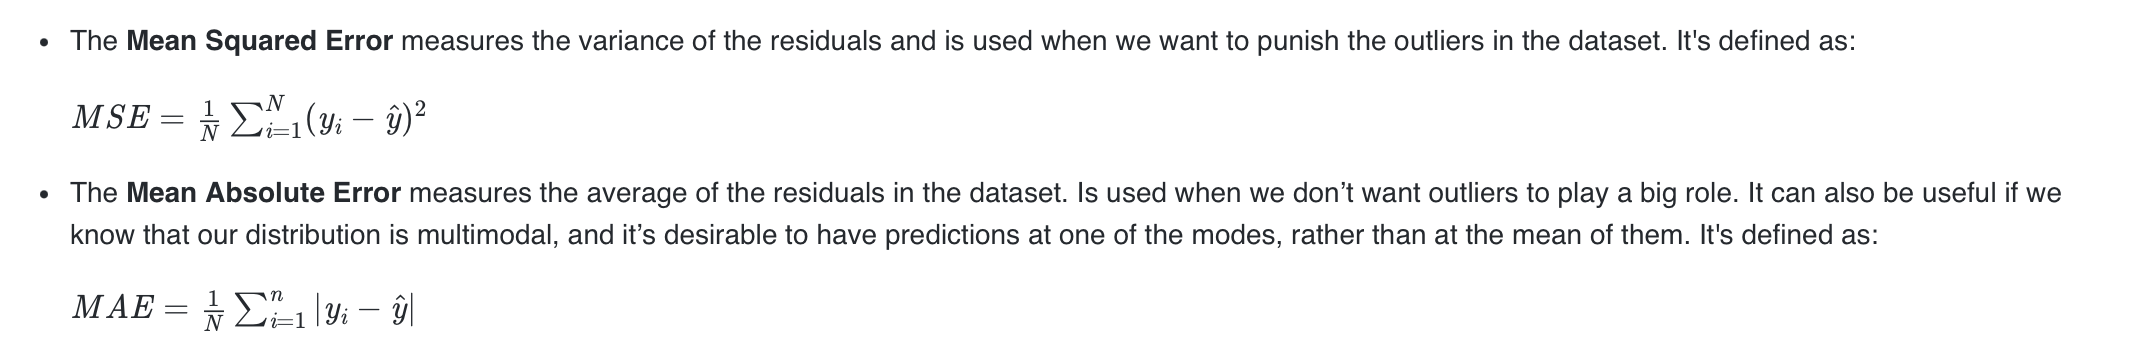 • The Mean Squared Error measures the variance of the residuals and is used when we want to punish the outliers in the dataset. It's defined as:
MSE = \frac{1}{N} \sum_{i=1}^{N} (y_i − \hat{y})^2
• The Mean Absolute Error measures the average of the residuals in the dataset. Is used when we don’t want outliers to play a big role. It can also be useful if we
know that our distribution is multimodal, and it’s desirable to have predictions at one of the modes, rather than at the mean of them. It's defined as:
MAE = \frac{1}{N} \sum_{i=1}^{n} |y_i − \hat{y}|